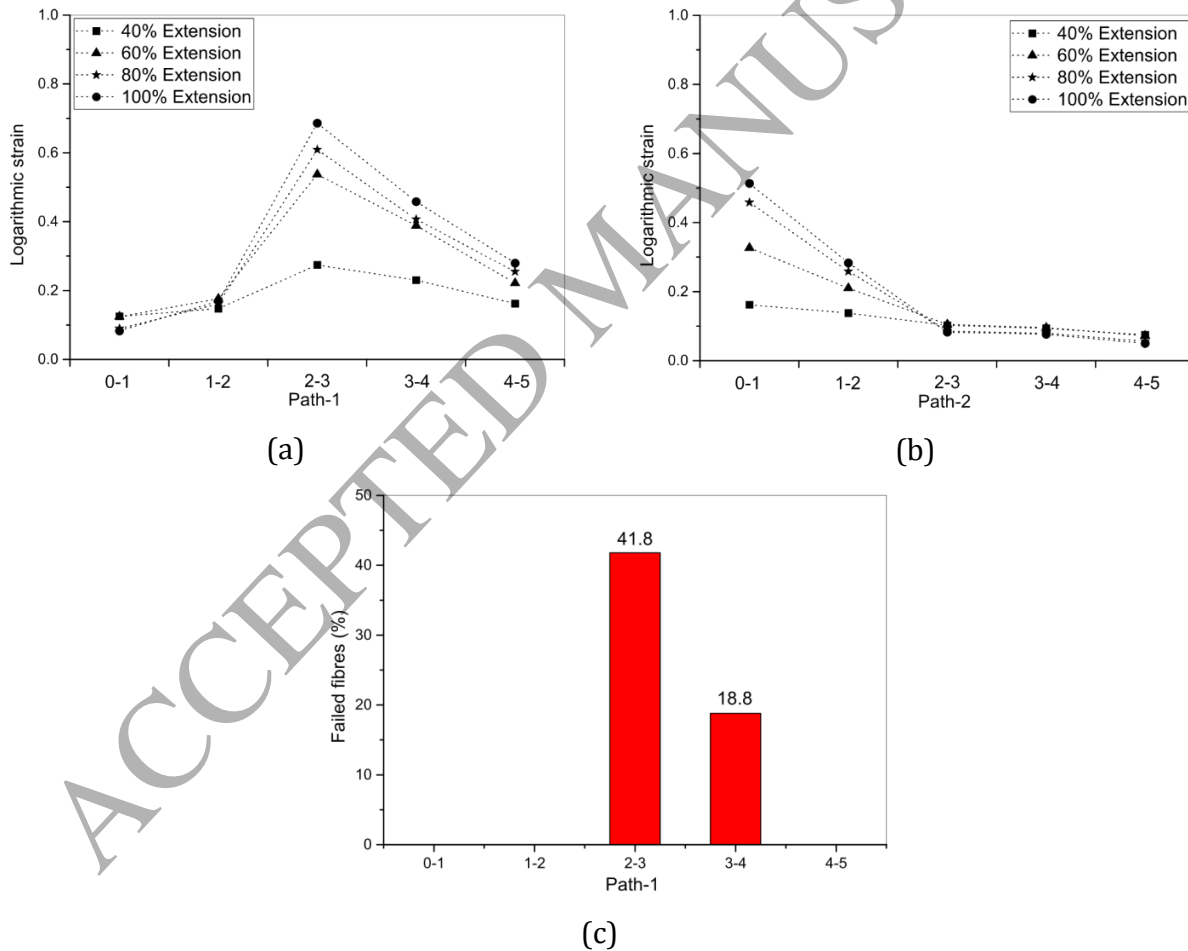 1.0
0.8
0.6
0.4
0.2
0.0
Logarithmic strain
40% Extension
60% Extension
80% Extension
100% Extension
0-1 1-2 2-3 3-4 4-5
Path-1
(a)
1.0
0.8
0.6
0.4
0.2
0.0
Logarithmic strain
40% Extension
60% Extension
80% Extension
100% Extension
0-1 1-2 2-3 3-4 4-5
Path-2
(b)
50
40
30
20
10
0
Failed fibres (%)
41.8
18.8
0-1 1-2 2-3 3-4 4-5
Path-1
(c)
ACCEPTED MANUS